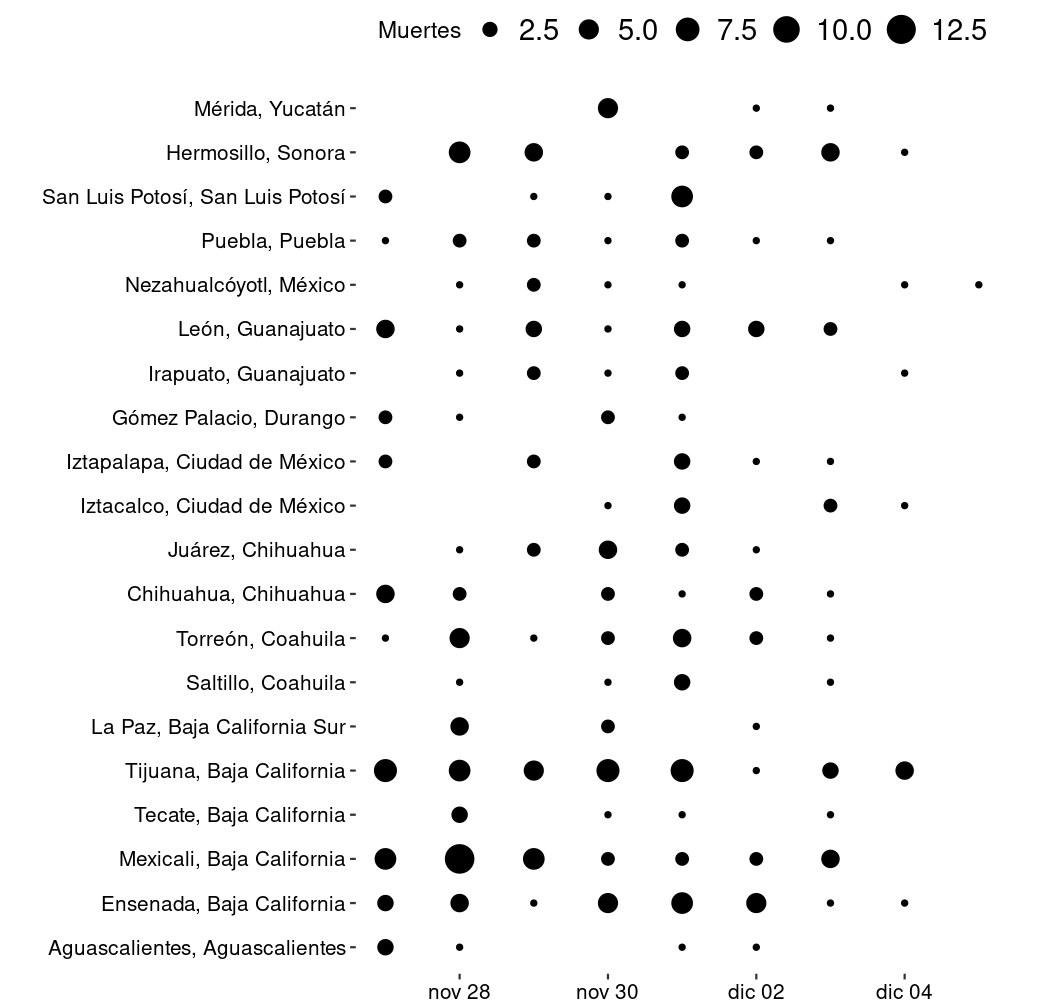 Muertes 2.5 5.0 7.5 10.0 12.5
Mérida, Yucatán
Hermosillo, Sonora
San Luis Potosí, San Luis Potosí
Puebla, Puebla
Nezahualcóyotl, México
León, Guanajuato
Irapuato, Guanajuato
Gómez Palacio, Durango
Iztapalapa, Ciudad de México
Iztacalco, Ciudad de México
Juárez, Chihuahua
Chihuahua, Chihuahua
Torreón, Coahuila
Saltillo, Coahuila
La Paz, Baja California Sur
Tijuana, Baja California
Tecate, Baja California
Mexicali, Baja California
Ensenada, Baja California
Aguascalientes, Aguascalientes
nov 28 nov 30 dic 02 dic 04